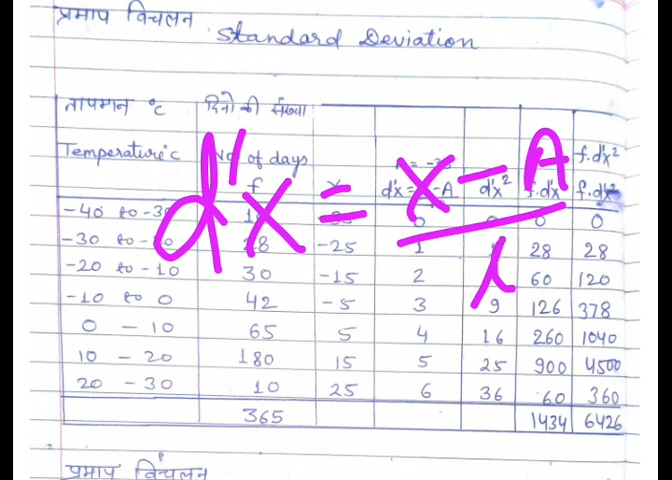 प्रमाप विचलन
Standard Deviation
तापमान °C दिनो की संख्या
Temperature °C No. of days f.d'x²
f d'x = -A dx² f.d'x f.d'x²
d'x = x - A
i
-40 to -30 0 0 0
-30 to 18 -25 1 28 28
-20 to -10 30 -15 2 60 120
-10 to 0 42 -5 3 9 126 378
0 - 10 65 5 4 16 260 1040
10 - 20 180 15 5 25 900 4500
20 - 30 10 25 6 36 60 360
365 1434 6426
प्रमाप विचलन